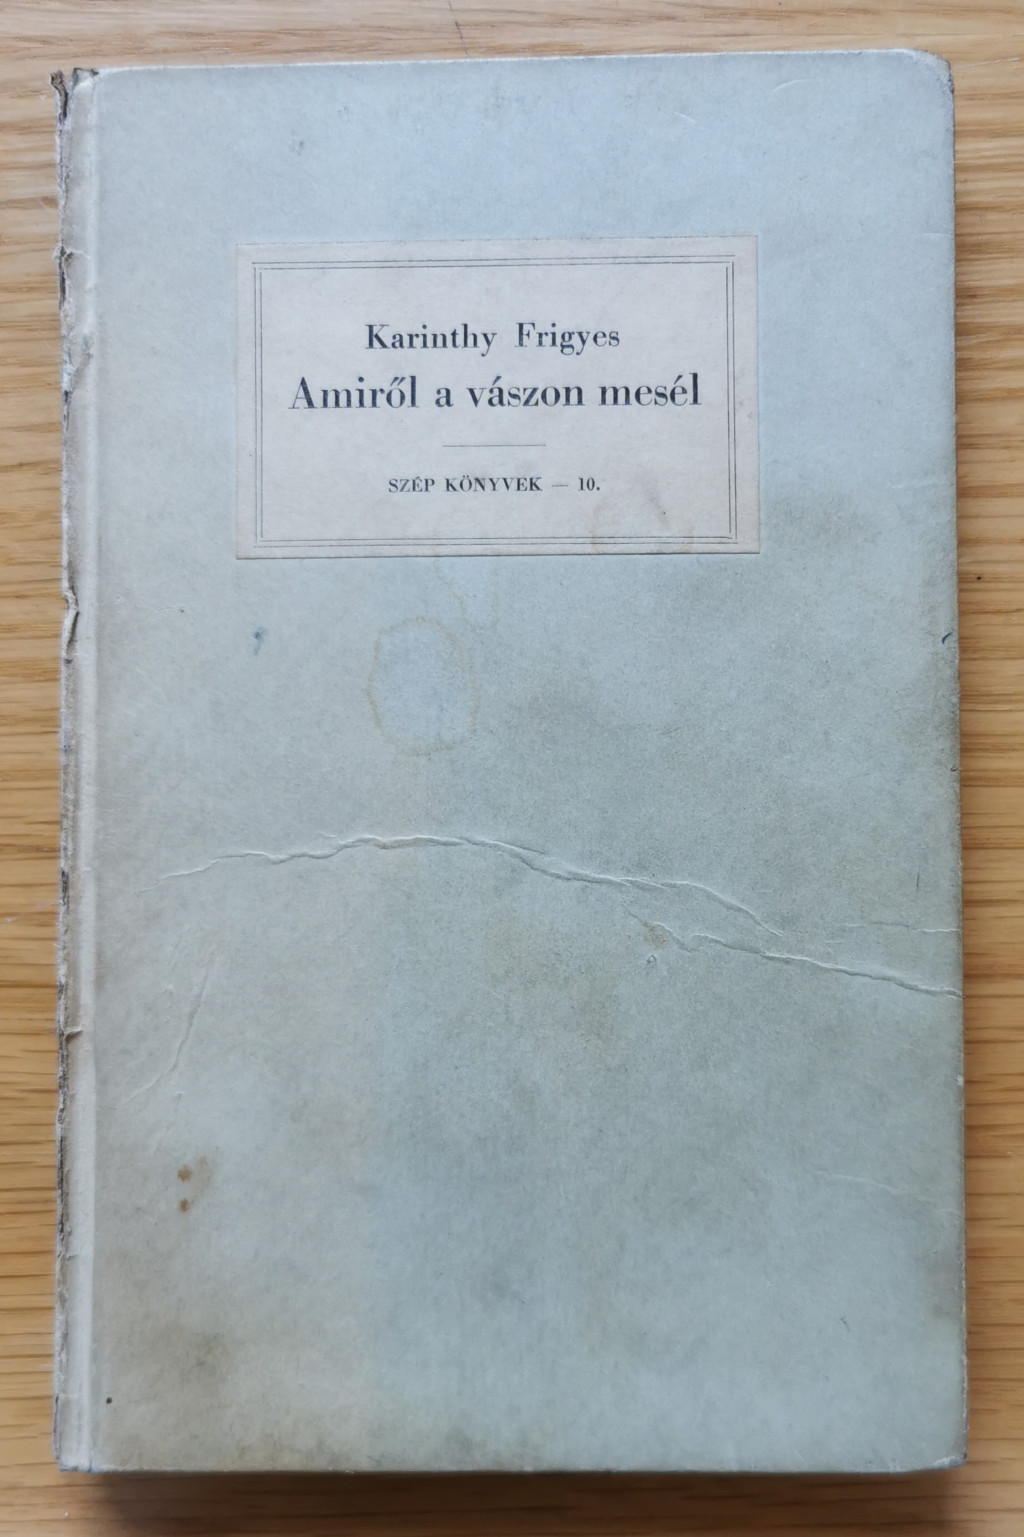 Karinthy Frigyes
Amiről a vászon mesél
SZÉP KÖNYVEK — 10.